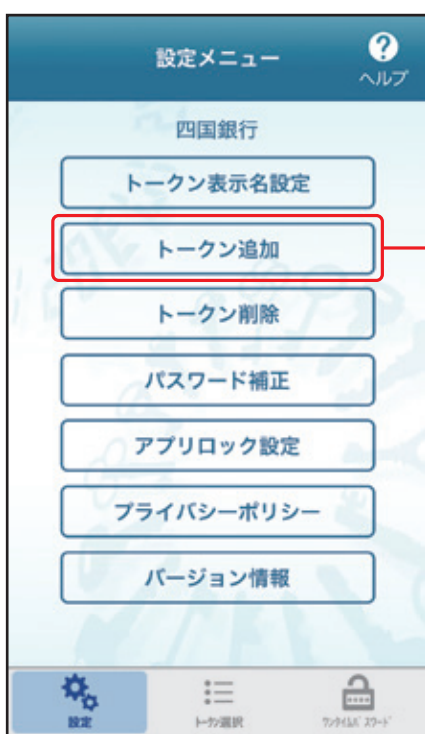 設定メニュー
?
ヘルプ
四国銀行
トークン表示名設定
トークン追加
トークン削除
パスワード補正
アプリロック設定
プライバシーポリシー
バージョン情報
設定
トークン選択
ワンタイムパスワード